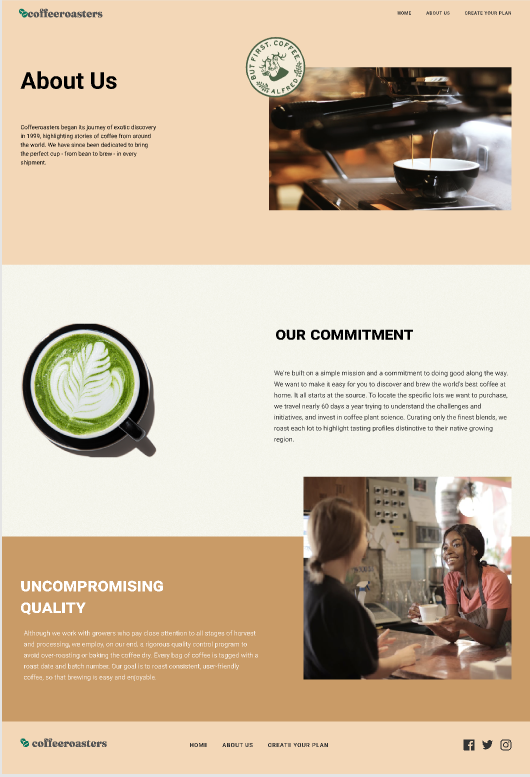 coffeeroasters
HOME ABOUT US CREATE YOUR PLAN
BUT FIRST, COFFEE
ALFRED
About Us
Coffeeroasters began its journey of exotic discovery
in 1999, highlighting stories of coffee from around
the world. We have since been dedicated to bring
the perfect cup - from bean to brew - in every
shipment.
OUR COMMITMENT
We're built on a simple mission and a commitment to doing good along the way.
We want to make it easy for you to discover and brew the world's best coffee at
home. It all starts at the source. To locate the specific lots we want to purchase,
we travel nearly 60 days a year trying to understand the challenges and
initiatives, and invest in coffee plant science. Curating only the finest blends, we
roast each lot to highlight tasting profiles distinctive to their native growing
region.
UNCOMPROMISING
QUALITY
Although we work with growers who pay close attention to all stages of harvest
and processing, we employ, on our end, a rigorous quality control program to
avoid over-roasting or baking the coffee dry. Every bag of coffee is tagged with a
roast date and batch number. Our goal is to roast consistent, user-friendly
coffee, so that brewing is easy and enjoyable.
coffeeroasters
HOME ABOUT US CREATE YOUR PLAN